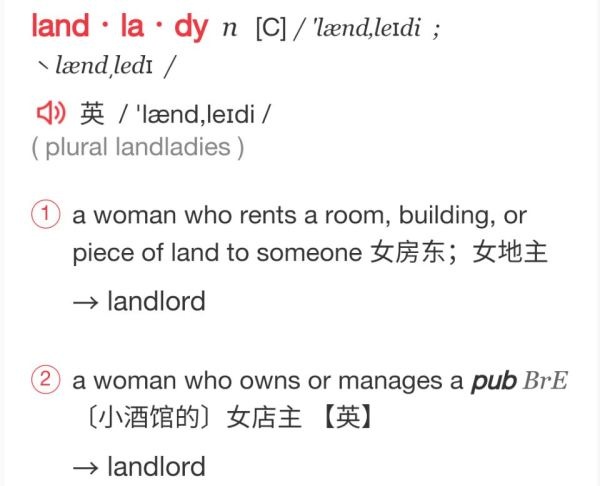 land · la · dy n [C] / 'lænd,leɪdi ;
ˋlænd͵ledɪ /
英 / 'lænd,leɪdi /
( plural landladies )
① a woman who rents a room, building, or
piece of land to someone 女房东；女地主
→ landlord
② a woman who owns or manages a pub BrE
〔小酒馆的〕女店主 【英】
→ landlord